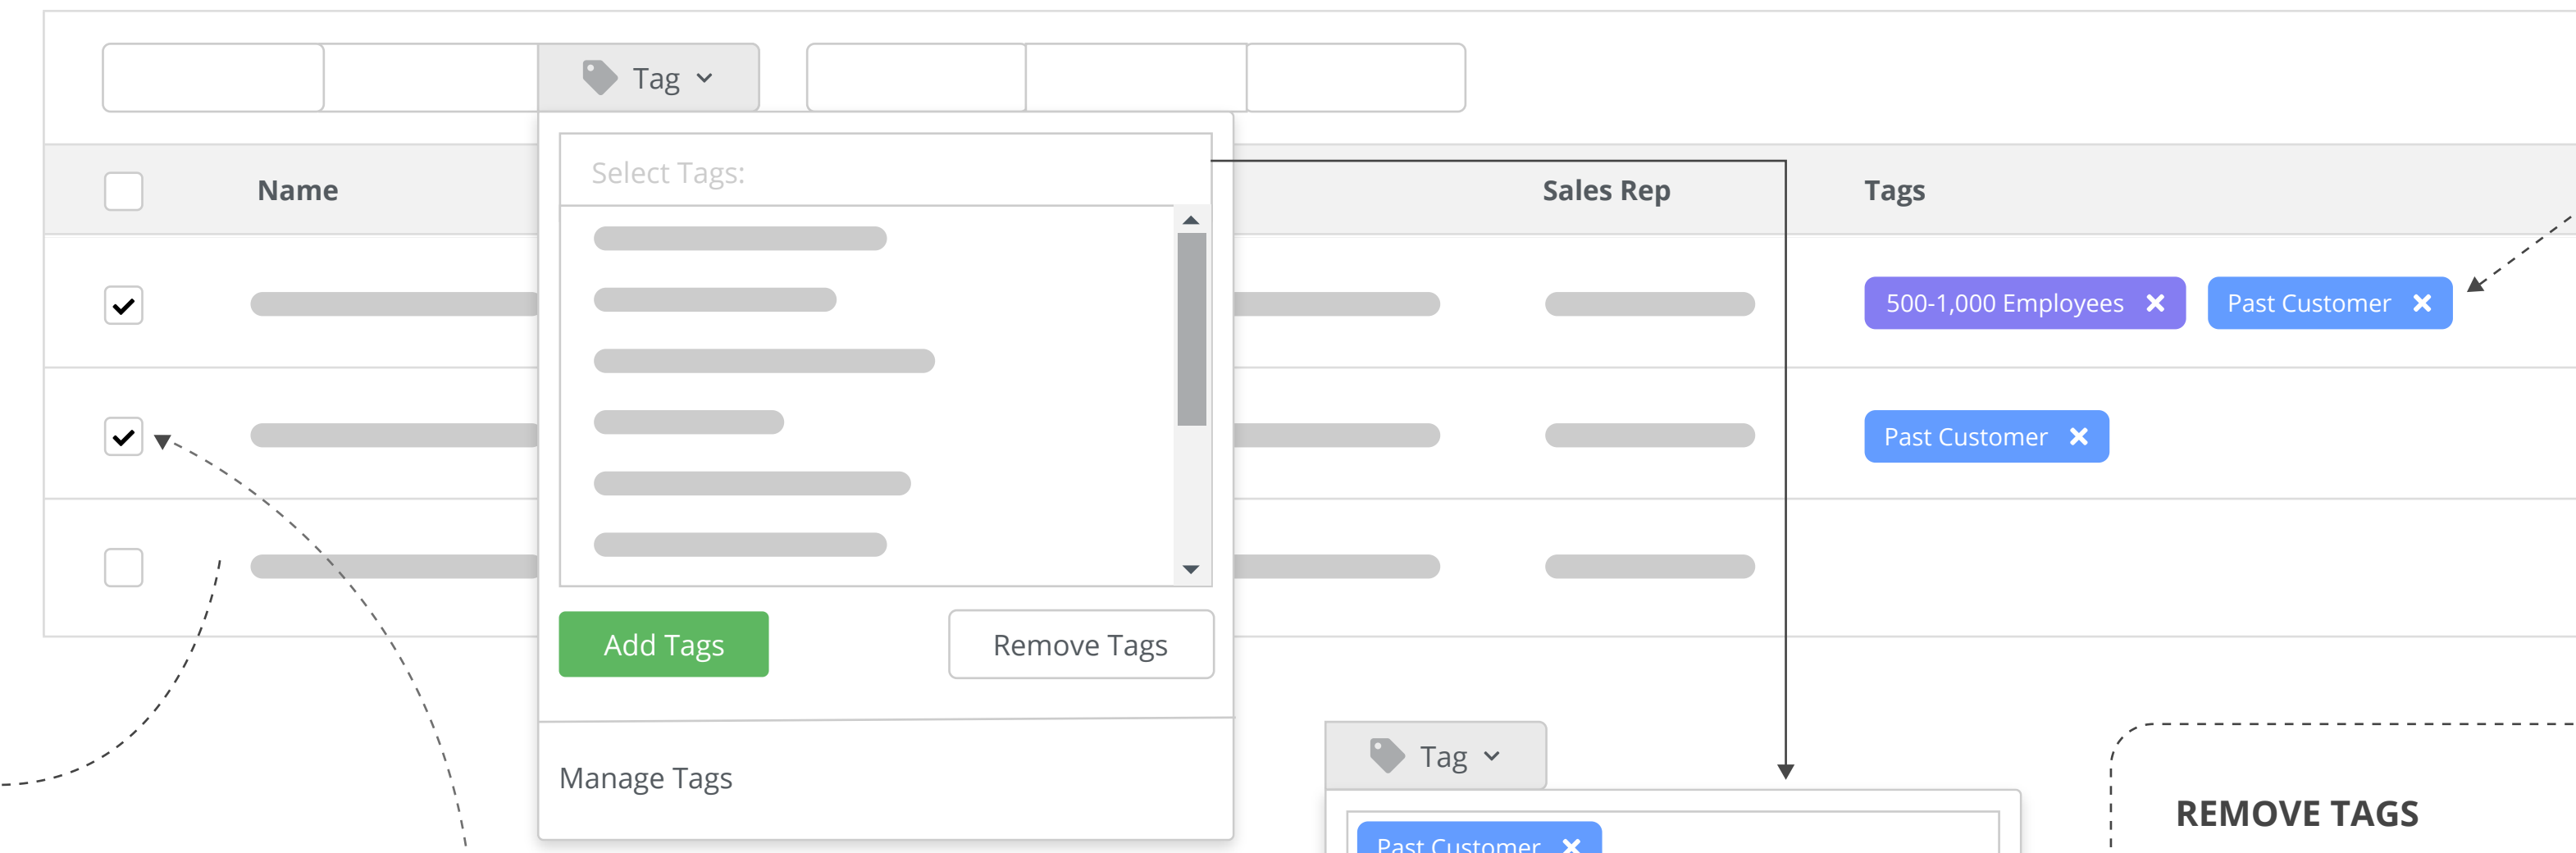 Tag
Select Tags:
Name
Sales Rep
Tags
500-1,000 Employees
Past Customer
Past Customer
Add Tags
Remove Tags
Manage Tags
Tag
Past Customer
REMOVE TAGS